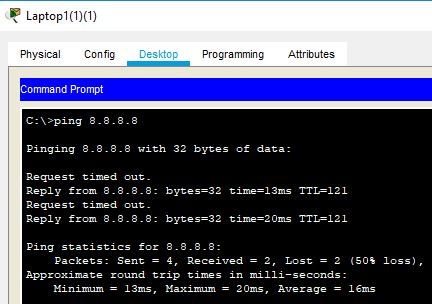 Laptop1(1)(1)
Physical Config Desktop Programming Attributes
Command Prompt
C:\>ping 8.8.8.8
Pinging 8.8.8.8 with 32 bytes of data:
Request timed out.
Reply from 8.8.8.8: bytes=32 time=13ms TTL=121
Request timed out.
Reply from 8.8.8.8: bytes=32 time=20ms TTL=121
Ping statistics for 8.8.8.8:
Packets: Sent = 4, Received = 2, Lost = 2 (50% loss),
Approximate round trip times in milli-seconds:
Minimum = 13ms, Maximum = 20ms, Average = 16ms